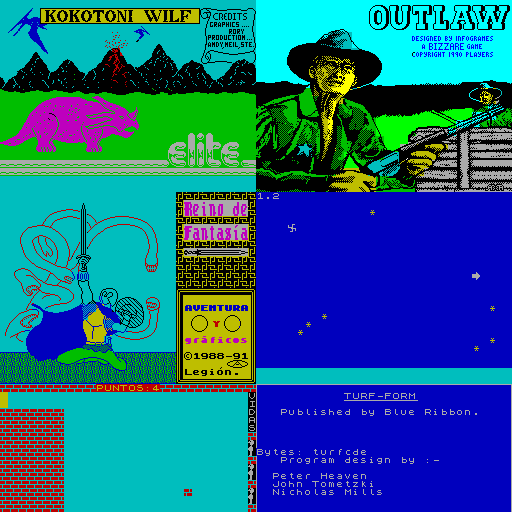 KOKOTONI WILF
CREDITS
GRAPHICS....
RORY
PRODUCTION...
ANDY,NEIL,STE
elite
OUTLAW
DESIGNED BY INFOGRAMES
A BIZZARE GAME
COPYRIGHT 1990 PLAYERS
Reino de
Fantasía
AVENTURA
Y
gráficos
©1988-91
Legión.
1.2
PUNTOS:4
VIDAS
TURF-FORM
Published by Blue Ribbon.
Bytes: turfcde
Program design by :-
Peter Heaven
John Tometzki
Nicholas Mills